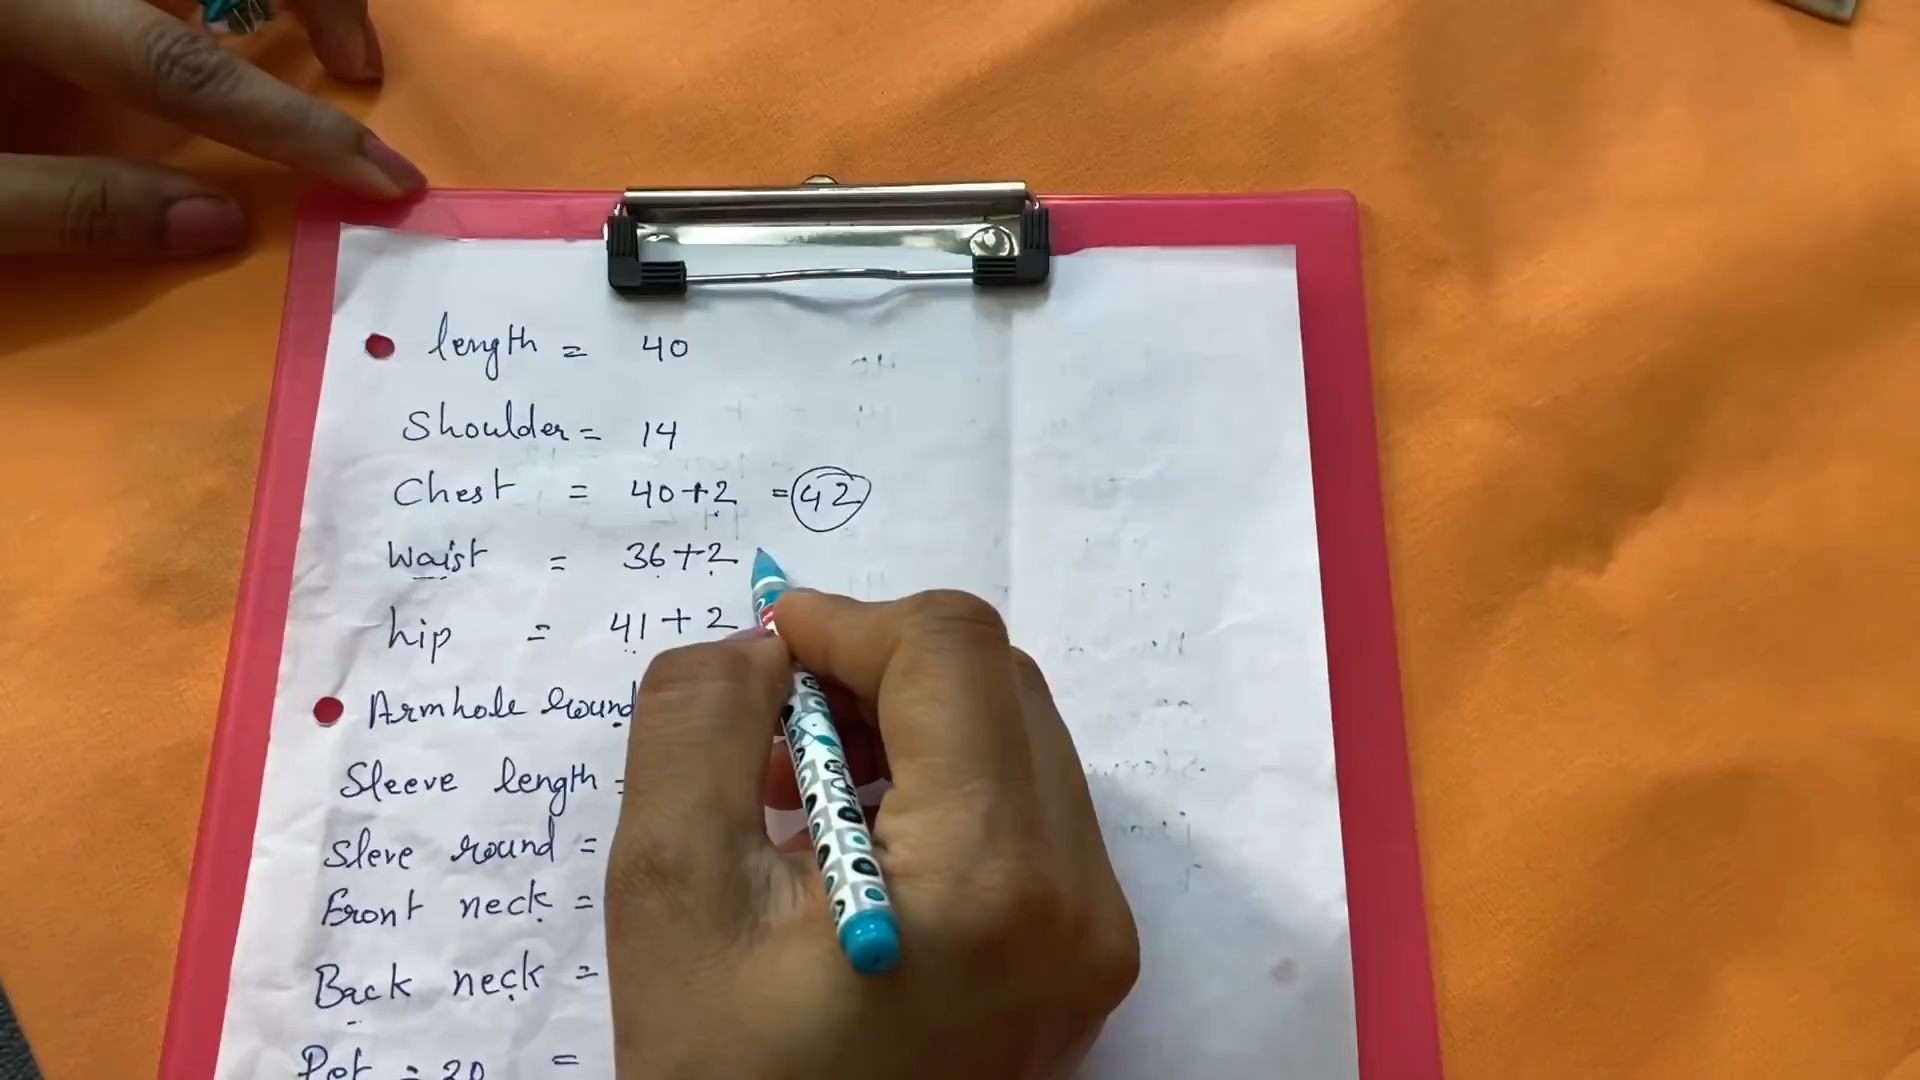 length = 40
Shoulder = 14
Chest = 40+2 = 42
Waist = 36+2
hip = 41+2
Armhole round
Sleeve length =
Sleve round =
Front neck =
Back neck =
= 20 =